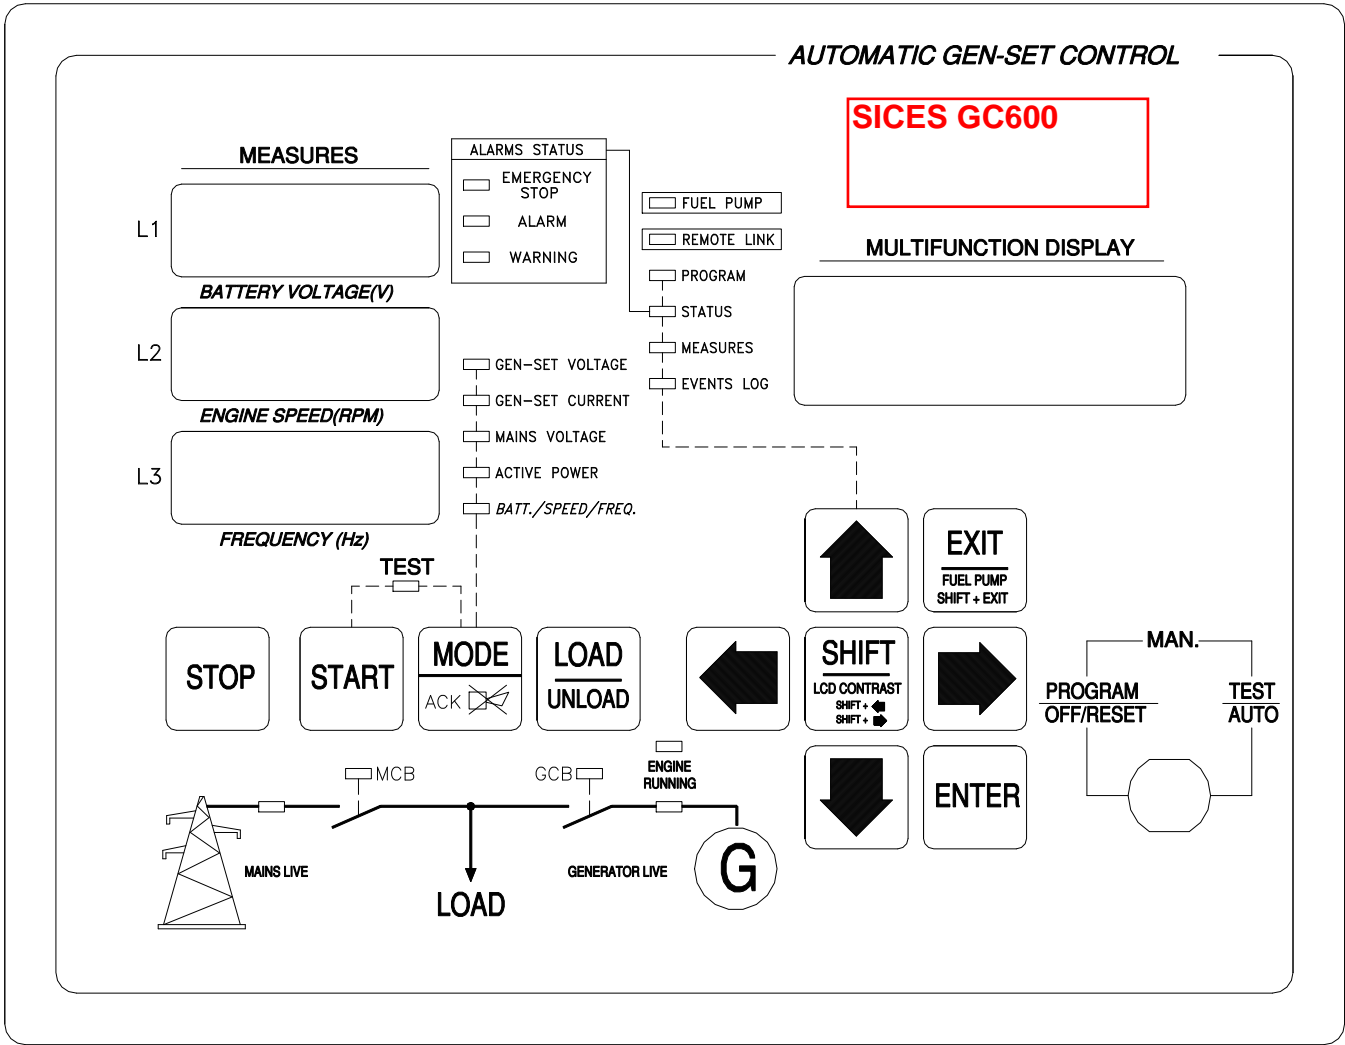 AUTOMATIC GEN-SET CONTROL
SICES GC600
MEASURES
L1
BATTERY VOLTAGE(V)
L2
ENGINE SPEED(RPM)
L3
FREQUENCY (Hz)
ALARMS STATUS
EMERGENCY
STOP
ALARM
WARNING
FUEL PUMP
REMOTE LINK
PROGRAM
STATUS
MEASURES
EVENTS LOG
MULTIFUNCTION DISPLAY
GEN-SET VOLTAGE
GEN-SET CURRENT
MAINS VOLTAGE
ACTIVE POWER
BATT./SPEED/FREQ.
TEST
STOP
START
MODE
ACK
LOAD
UNLOAD
EXIT
FUEL PUMP
SHIFT + EXIT
SHIFT
LCD CONTRAST
SHIFT +
SHIFT +
ENTER
MAN.
PROGRAM
OFF/RESET
TEST
AUTO
MCB
GCB
ENGINE
RUNNING
MAINS LIVE
GENERATOR LIVE
G
LOAD